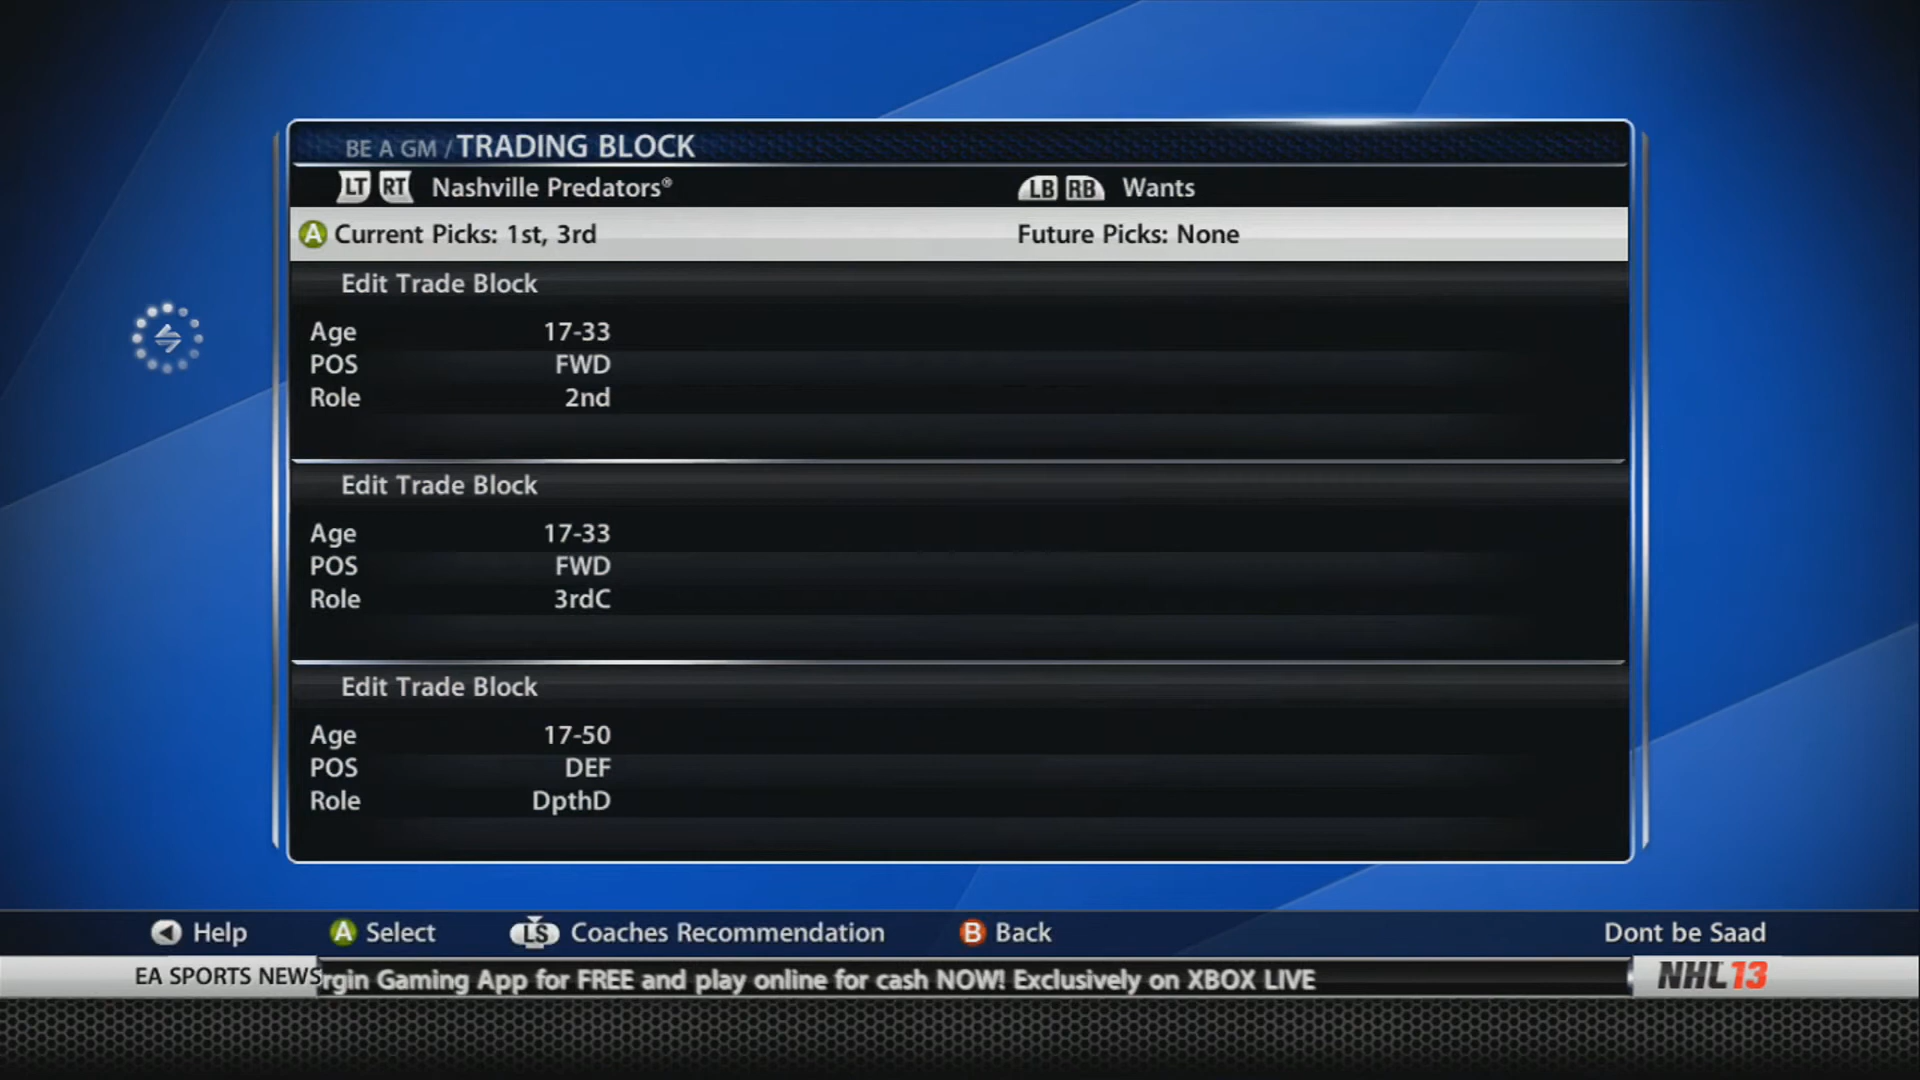 BE A GM / TRADING BLOCK
LT RT Nashville Predators® LB RB Wants
A Current Picks: 1st, 3rd Future Picks: None
Edit Trade Block
Age 17-33
POS FWD
Role 2nd
Edit Trade Block
Age 17-33
POS FWD
Role 3rdC
Edit Trade Block
Age 17-50
POS DEF
Role DpthD
Help A Select LS Coaches Recommendation B Back Dont be Saad
EA SPORTS NEWS rgin Gaming App for FREE and play online for cash NOW! Exclusively on XBOX LIVE NHL13